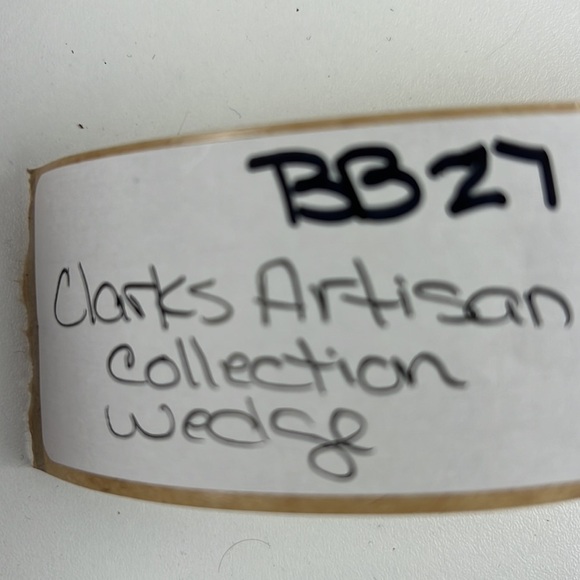 BB27
Clarks Artisan
Collection
Wedge